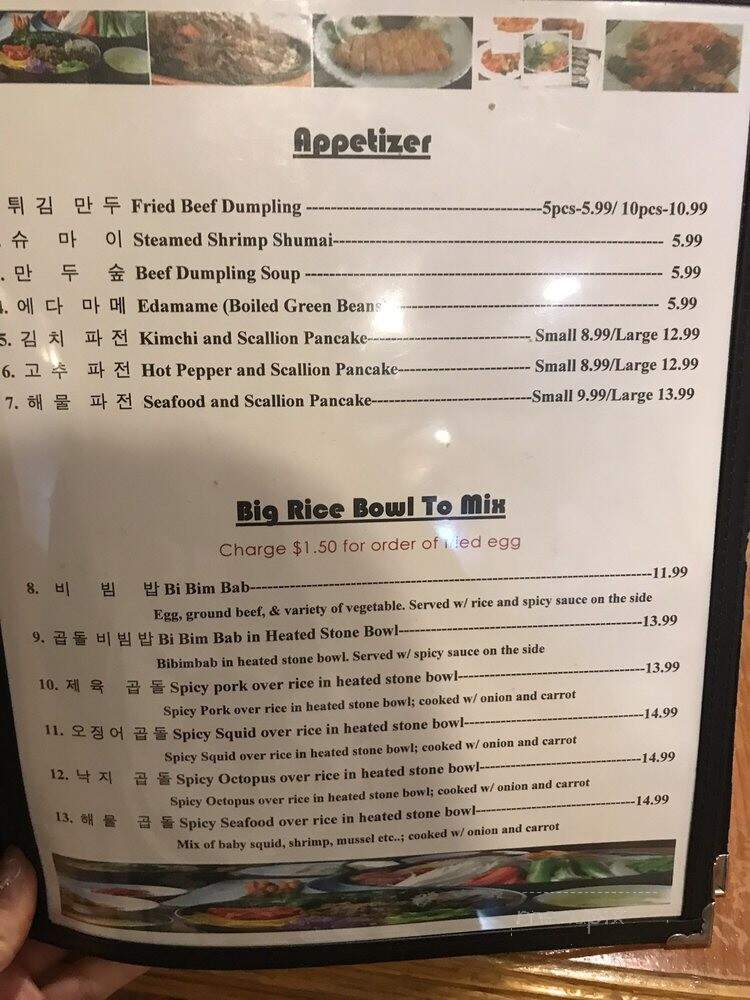 Appetizer
튀김 만두 Fried Beef Dumpling -----------------------------------5pcs-5.99/ 10pcs-10.99
. 슈 마 이 Steamed Shrimp Shumai------------------------------------------------- 5.99
. 만 두 숲 Beef Dumpling Soup ------------------------------------------------------ 5.99
4. 에다마메 Edamame (Boiled Green Beans ---------------------------------------- 5.99
5. 김치 파전 Kimchi and Scallion Pancake------------------------- Small 8.99/Large 12.99
6. 고추 파전 Hot Pepper and Scallion Pancake-------------------- Small 8.99/Large 12.99
7. 해물 파전 Seafood and Scallion Pancake------------------------Small 9.99/Large 13.99
Big Rice Bowl To Mix
Charge $1.50 for order of fried egg
8. 비 빔 밥 Bi Bim Bab------------------------------------------------------------11.99
Egg, ground beef, & variety of vegetable. Served w/ rice and spicy sauce on the side
9. 곱돌비빔밥 Bi Bim Bab in Heated Stone Bowl------------------------------------13.99
Bibimbab in heated stone bowl. Served w/ spicy sauce on the side
10. 제육 곱돌 Spicy pork over rice in heated stone bowl---------------------------13.99
Spicy Pork over rice in heated stone bowl; cooked w/ onion and carrot
11. 오징어 곱돌 Spicy Squid over rice in heated stone bowl---------------------------14.99
Spicy Squid over rice in heated stone bowl; cooked w/ onion and carrot
12. 낙지 곱돌 Spicy Octopus over rice in heated stone bowl------------------------14.99
Spicy Octopus over rice in heated stone bowl; cooked w/ onion and carrot
13. 해물 곱돌 Spicy Seafood over rice in heated stone bowl------------------------14.99
Mix of baby squid, shrimp, mussel etc..; cooked w/ onion and carrot